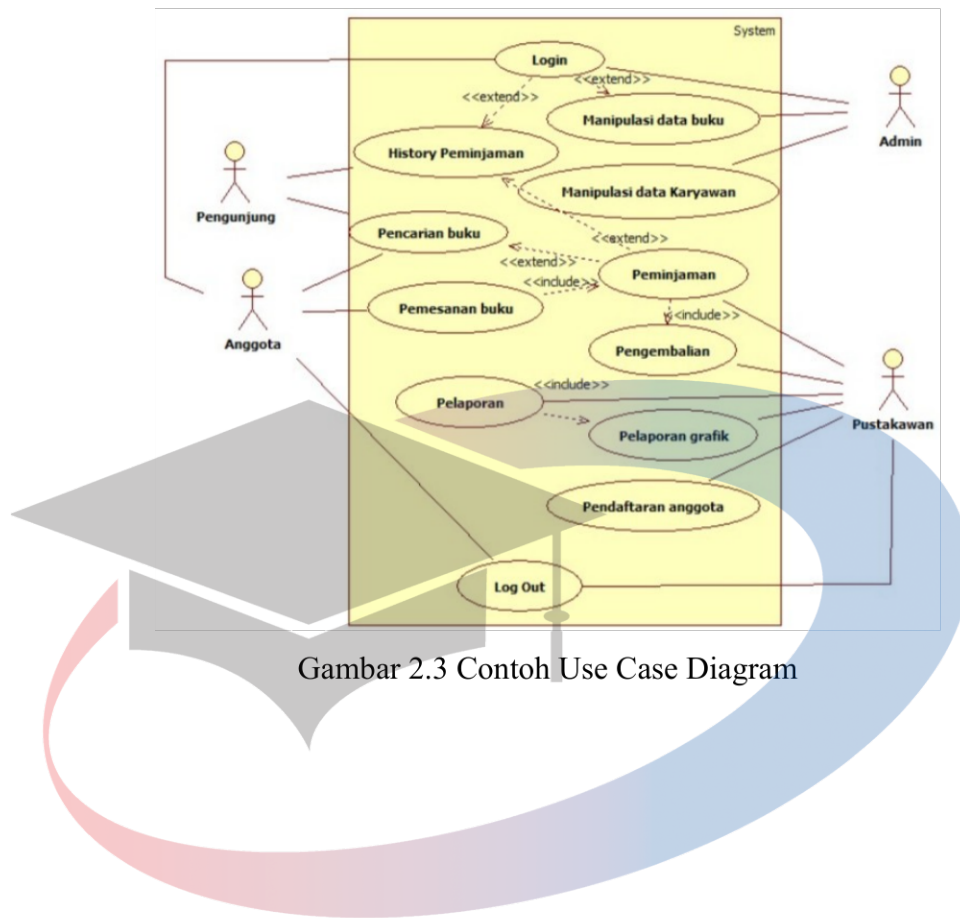 System
Login
<<extend>>
<<extend>>
Manipulasi data buku
Admin
History Peminjaman
Pengunjung
Manipulasi data Karyawan
Pencarian buku
<<extend>>
<<extend>>
Peminjaman
<<include>>
Pemesanan buku
Anggota
<<include>>
Pengembalian
<<include>>
Pelaporan
Pustakawan
Pelaporan grafik
Pendaftaran anggota
Log Out
Gambar 2.3 Contoh Use Case Diagram